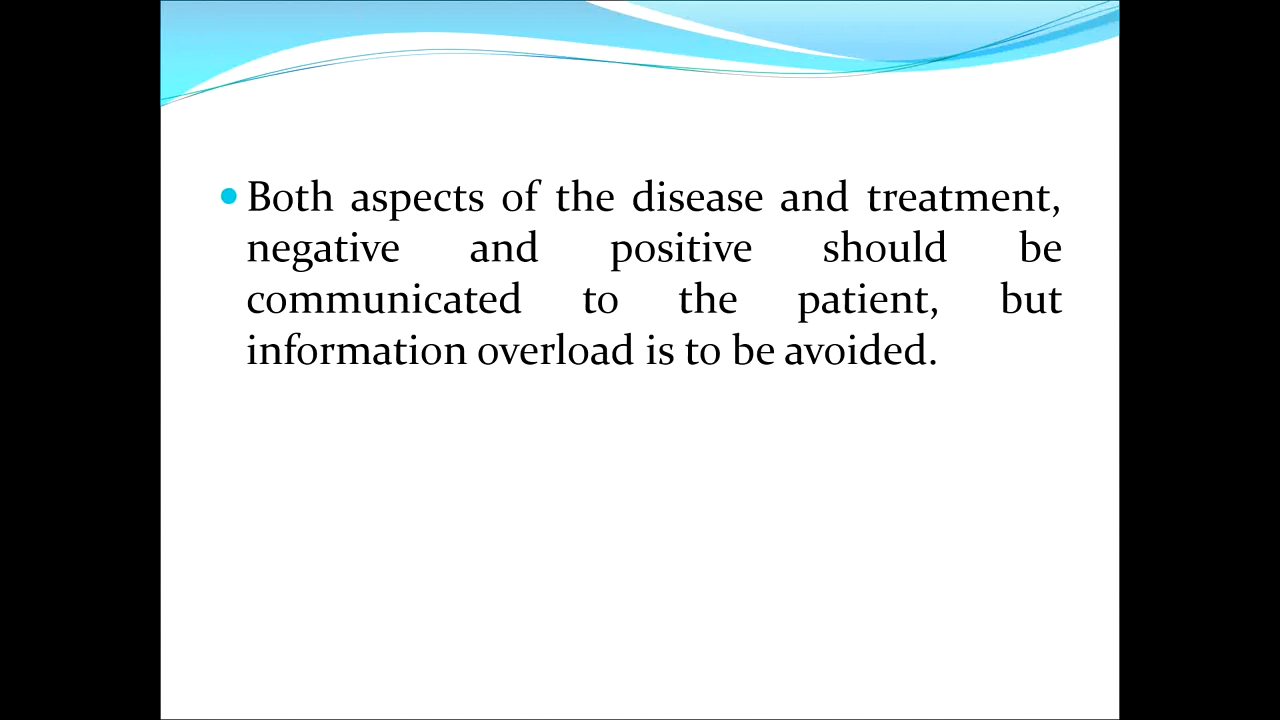 • Both aspects of the disease and treatment,
negative and positive should be
communicated to the patient, but
information overload is to be avoided.